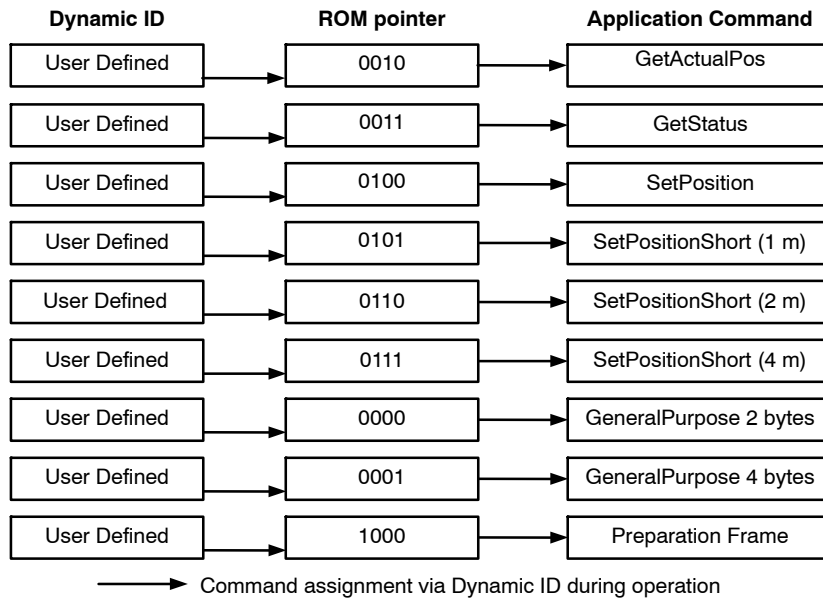 Dynamic ID ROM pointer Application Command
User Defined 0010 GetActualPos
User Defined 0011 GetStatus
User Defined 0100 SetPosition
User Defined 0101 SetPositionShort (1 m)
User Defined 0110 SetPositionShort (2 m)
User Defined 0111 SetPositionShort (4 m)
User Defined 0000 GeneralPurpose 2 bytes
User Defined 0001 GeneralPurpose 4 bytes
User Defined 1000 Preparation Frame
Command assignment via Dynamic ID during operation